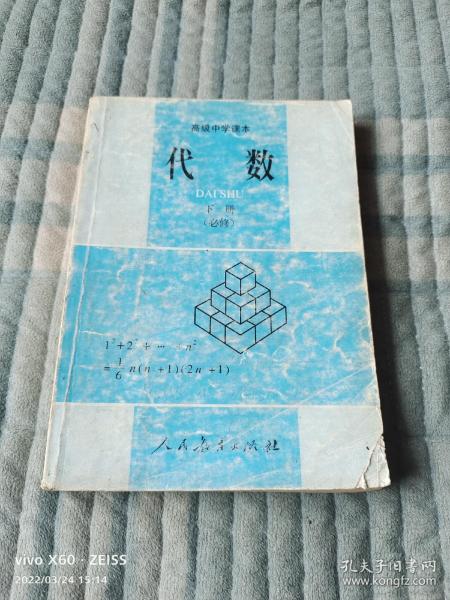 高级中学课本
代数
DAISHU
下册
(必修)
1²+2²+…+n²
=1/6 n(n+1)(2n+1)
人民教育出版社
vivo X60 · ZEISS
2022/03/24 15:14
孔夫子旧书网
kongfz.com